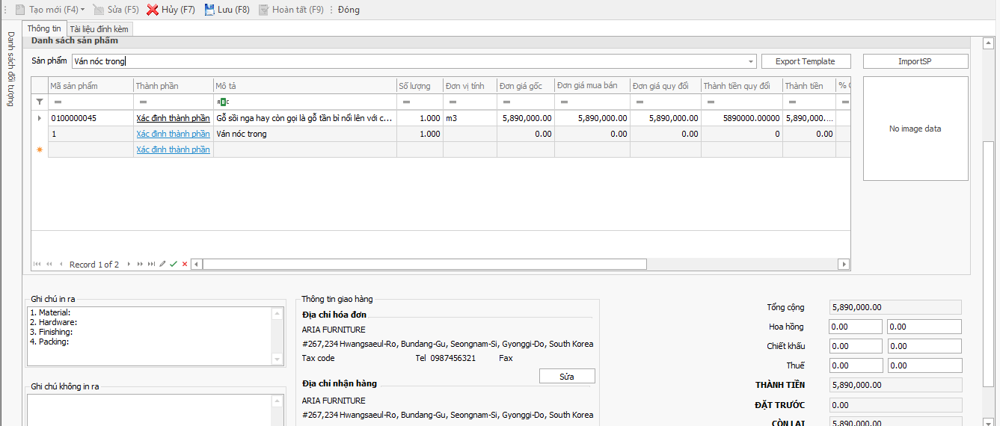 Tạo mới (F4) Sửa (F5) Hủy (F7) Lưu (F8) Hoàn tất (F9) Đóng
Danh sách đối tượng
Thông tin Tài liệu đính kèm
Danh sách sản phẩm
Sản phẩm Ván nóc trong Export Template ImportSP
Mã sản phẩm Thành phần Mô tả Số lượng Đơn vị tính Đơn giá gốc Đơn giá mua bán Đơn giá quy đổi Thành tiền quy đổi Thành tiền %
= = ABC = = = = = = = =
0100000045 Xác đinh thành phần Gỗ sồi nga hay còn gọi là gỗ tần bì nổi lên với c... 1.000 m3 5,890,000.00 5,890,000.00 5,890,000.00 5890000.00000 5,890,000....
1 Xác đinh thành phần Ván nóc trong 1.000 0.00 0.00 0.00 0 0.00
Xác đinh thành phần
No image data
Record 1 of 2
Ghi chú in ra
1. Material:
2. Hardware:
3. Finishing:
4. Packing:
Ghi chú không in ra
Thông tin giao hàng
Địa chỉ hóa đơn
ARIA FURNITURE
#267,234 Hwangsaeul-Ro, Bundang-Gu, Seongnam-Si, Gyonggi-Do, South Korea
Tax code Tel 0987456321 Fax
Sửa
Địa chỉ nhận hàng
ARIA FURNITURE
#267,234 Hwangsaeul-Ro, Bundang-Gu, Seongnam-Si, Gyonggi-Do, South Korea
Tổng cộng 5,890,000.00
Hoa hồng 0.00 0.00
Chiết khấu 0.00 0.00
Thuế 0.00 0.00
THÀNH TIỀN 5,890,000.00
ĐẶT TRƯỚC 0.00
CÒN LẠI 5,890,000.00